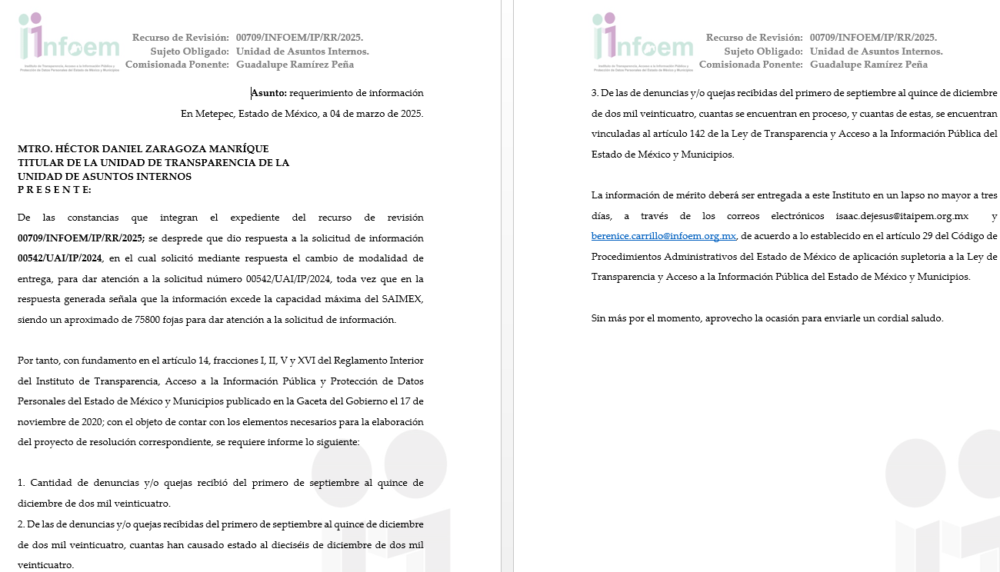 infoem
Instituto de Transparencia, Acceso a la Información Pública y
Protección de Datos Personales del Estado de México y Municipios
Recurso de Revisión: 00709/INFOEM/IP/RR/2025.
Sujeto Obligado: Unidad de Asuntos Internos.
Comisionada Ponente: Guadalupe Ramírez Peña
Asunto: requerimiento de información
En Metepec, Estado de México, a 04 de marzo de 2025.
MTRO. HÉCTOR DANIEL ZARAGOZA MANRÍQUE
TITULAR DE LA UNIDAD DE TRANSPARENCIA DE LA
UNIDAD DE ASUNTOS INTERNOS
P R E S E N T E:
De las constancias que integran el expediente del recurso de revisión
00709/INFOEM/IP/RR/2025; se desprede que dio respuesta a la solicitud de información
00542/UAI/IP/2024, en el cual solicitó mediante respuesta el cambio de modalidad de
entrega, para dar atención a la solicitud número 00542/UAI/IP/2024, toda vez que en la
respuesta generada señala que la información excede la capacidad máxima del SAIMEX,
siendo un aproximado de 75800 fojas para dar atención a la solicitud de información.
Por tanto, con fundamento en el artículo 14, fracciones I, II, V y XVI del Reglamento Interior
del Instituto de Transparencia, Acceso a la Información Pública y Protección de Datos
Personales del Estado de México y Municipios publicado en la Gaceta del Gobierno el 17 de
noviembre de 2020; con el objeto de contar con los elementos necesarios para la elaboración
del proyecto de resolución correspondiente, se requiere informe lo siguiente:
1. Cantidad de denuncias y/o quejas recibió del primero de septiembre al quince de
diciembre de dos mil veinticuatro.
2. De las de denuncias y/o quejas recibidas del primero de septiembre al quince de diciembre
de dos mil veinticuatro, cuantas han causado estado al dieciséis de diciembre de dos mil
veinticuatro.
infoem
Instituto de Transparencia, Acceso a la Información Pública y
Protección de Datos Personales del Estado de México y Municipios
Recurso de Revisión: 00709/INFOEM/IP/RR/2025.
Sujeto Obligado: Unidad de Asuntos Internos.
Comisionada Ponente: Guadalupe Ramírez Peña
3. De las de denuncias y/o quejas recibidas del primero de septiembre al quince de diciembre
de dos mil veinticuatro, cuantas se encuentran en proceso, y cuantas de estas, se encuentran
vinculadas al artículo 142 de la Ley de Transparencia y Acceso a la Información Pública del
Estado de México y Municipios.
La información de mérito deberá ser entregada a este Instituto en un lapso no mayor a tres
días, a través de los correos electrónicos isaac.dejesus@itaipem.org.mx y
berenice.carrillo@infoem.org.mx, de acuerdo a lo establecido en el artículo 29 del Código de
Procedimientos Administrativos del Estado de México de aplicación supletoria a la Ley de
Transparencia y Acceso a la Información Pública del Estado de México y Municipios.
Sin más por el momento, aprovecho la ocasión para enviarle un cordial saludo.